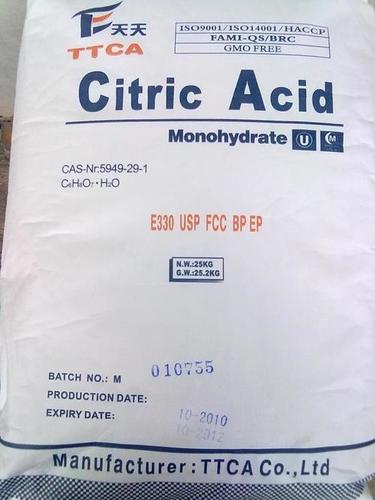 天天
TTCA
ISO9001/ISO14001/HACCP
FAMI-QS/BRC
GMO FREE
Citric Acid
Monohydrate U M
CAS-Nr:5949-29-1
C₆H₈O₇·H₂O
E330 USP FCC BP EP
N.W.:25KG
G.W.:25.2KG
BATCH NO.: M 010755
PRODUCTION DATE:
EXPIRY DATE: 10-2010
10-2012
Manufacturer:TTCA Co.,Ltd